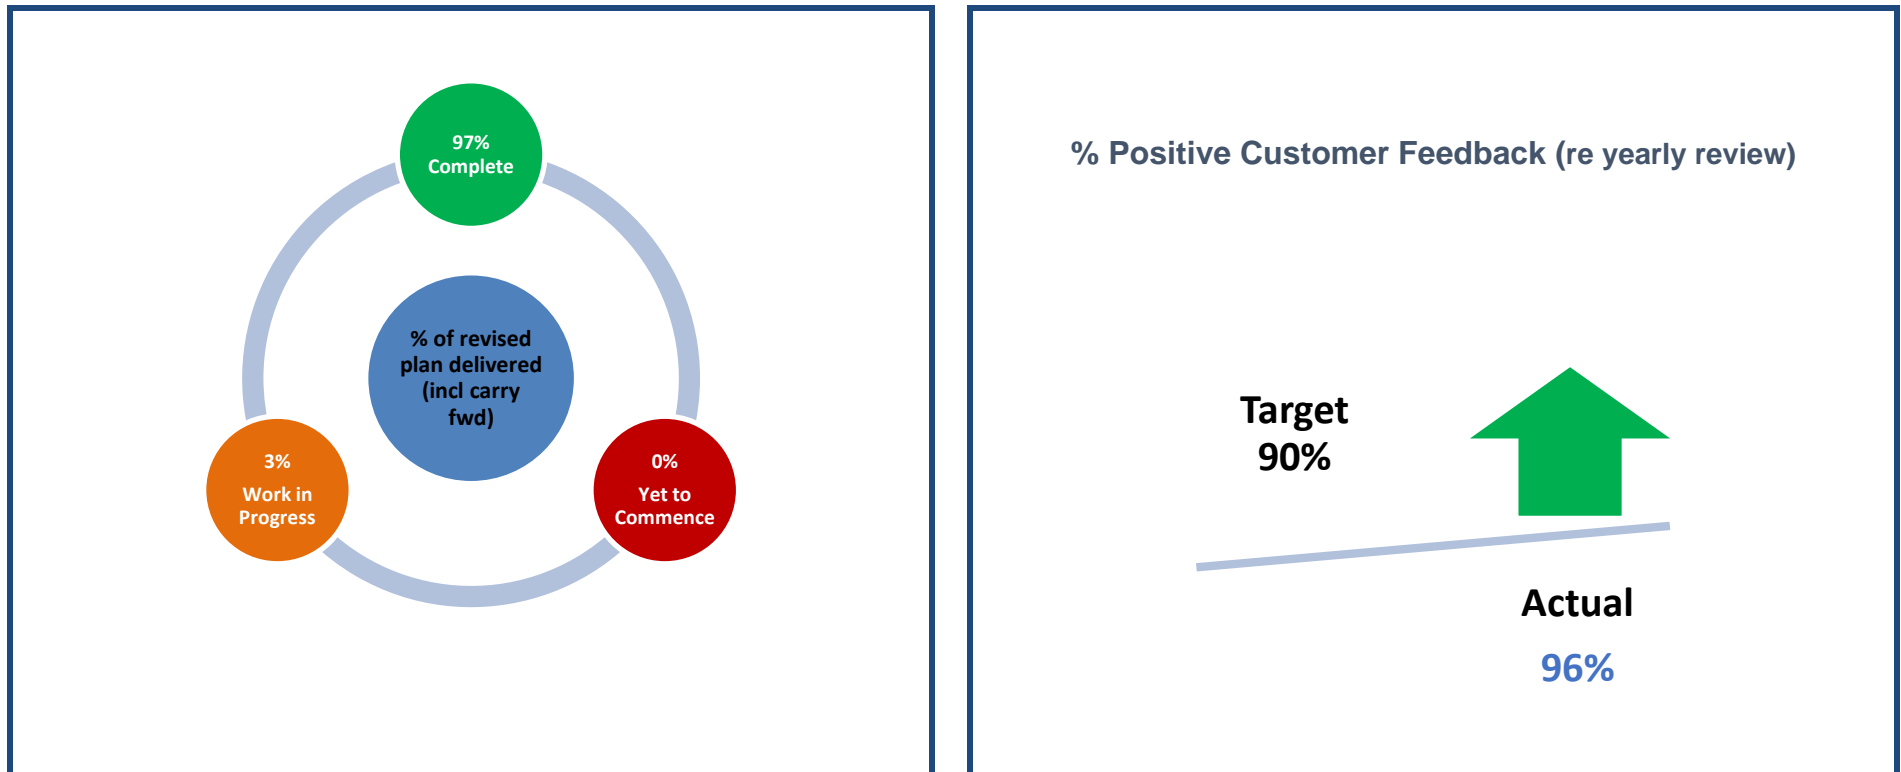 97%
Complete
% of revised
plan delivered
(incl carry
fwd)
3%
Work in
Progress
0%
Yet to
Commence
% Positive Customer Feedback (re yearly review)
Target
90%
Actual
96%